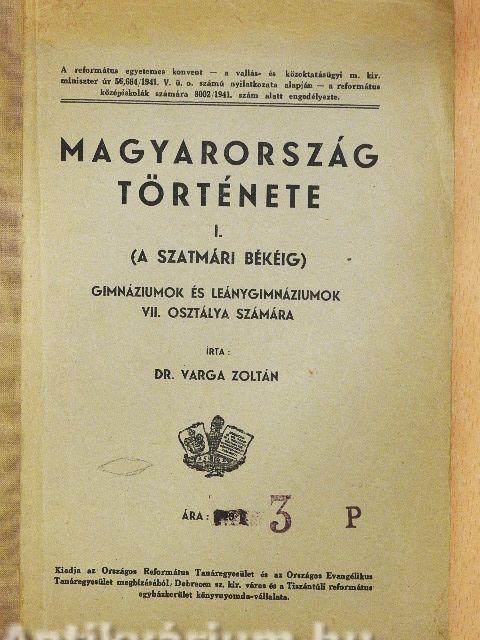 A református egyetemes konvent — a vallás- és közoktatásügyi m. kir.
miniszter úr 56,684/1941. V. ü. o. számú nyilatkozata alapján — a református
középiskolák számára 8002/1941. szám alatt engedélyezte.
MAGYARORSZÁG
TÖRTÉNETE
I.
(A SZATMÁRI BÉKÉIG)
GIMNÁZIUMOK ÉS LEÁNYGIMNÁZIUMOK
VII. OSZTÁLYA SZÁMÁRA
ÍRTA :
DR. VARGA ZOLTÁN
ÁRA : 3 P
Kiadja az Országos Református Tanáregyesület és az Országos Evangélikus
Tanáregyesület megbízásából, Debrecen sz. kir. város és a Tiszántúli református
egyházkerület könyvnyomda-vállalata.
Antikvárium.hu